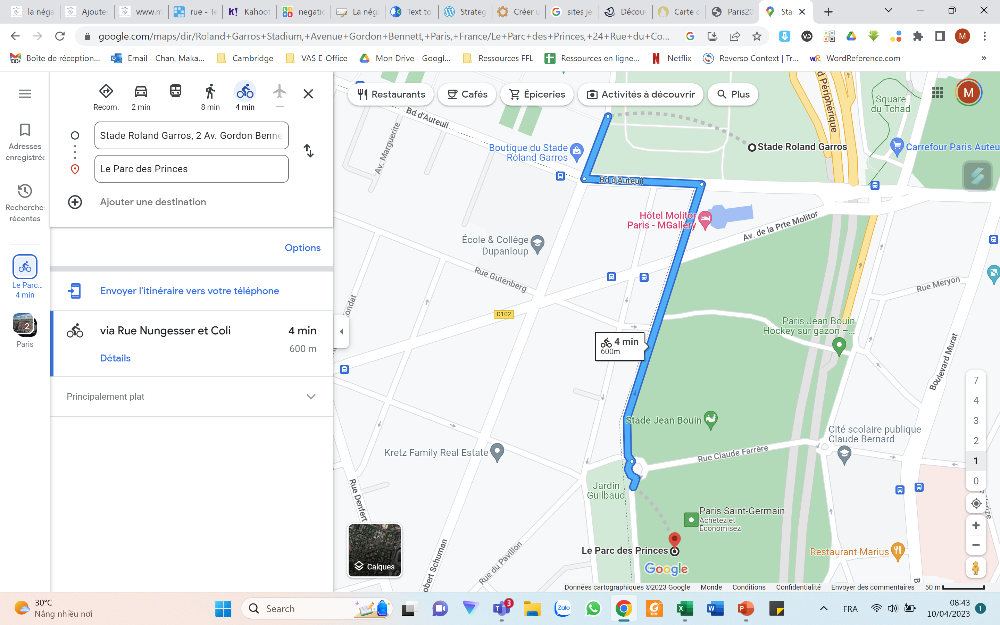 la néga
Ajouter
www.m
rue - Te
Kahoot
negatic
La néga
Text to
Strateg
Créer u
sites je
Découv
Carte d
Paris20
Sta
google.com/maps/dir/Roland+Garros+Stadium,+Avenue+Gordon+Bennett,+Paris,+France/Le+Parc+des+Princes,+24+Rue+du+Co...
M
Boîte de réception...
Email - Chan, Maka...
Cambridge
VAS E-Office
Mon Drive - Googl...
Ressources FFL
Ressources en ligne...
Netflix
Reverso Context | Tr...
WordReference.com
»
Recom.
2 min
8 min
4 min
—
Stade Roland Garros, 2 Av. Gordon Benne
Le Parc des Princes
Ajouter une destination
Adresses
enregistrée
Recherche
récentes
Le Parc...
4 min
2
Paris
Options
Envoyer l'itinéraire vers votre téléphone
via Rue Nungesser et Coli
4 min
600 m
Détails
Principalement plat
Restaurants
Cafés
Épiceries
Activités à découvrir
Plus
M
Bd d'Auteuil
Av. Marguerite
Boutique du Stade
Roland Garros
Bd d'Auteuil
Stade Roland Garros
d Périphérique
Square
du Tchad
Carrefour Paris Auteu
Hôtel Molitor
Paris - MGallery
Av. de la Prte Molitor
École & Collège
Dupanloup
Rue Gutenberg
ondat
D102
Rue Meryon
Paris Jean Bouin
Hockey sur gazon –...
Boulevard Murat
4 min
600m
Stade Jean Bouin
Cité scolaire publique
Claude Bernard
Kretz Family Real Estate
Rue Claude Farrère
Rue Denfert
Jardin
Guilbaud
Paris Saint-Germain
Achetez et
Economisez
Le Parc des Princes
Restaurant Marius
obert Schuman
Rue du Pavillon
Calques
Google
7
4
3
2
1
0
B
Données cartographiques ©2023 Google
Monde
Conditions
Confidentialité
Envoyer des commentaires
50 m
30°C
Nắng nhiều nơi
Search
3
Zalo
PDF
FRA
08:43
10/04/2023
1